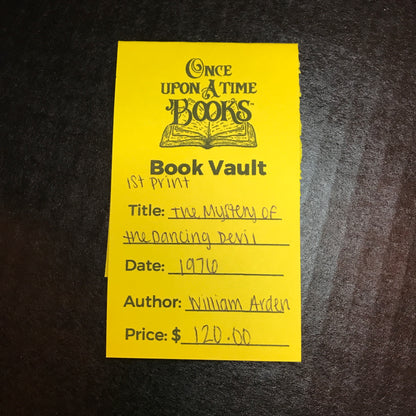 ONCE
UPON A TIME
BOOKS™
Book Vault
1st print
Title: The Mystery of
the Dancing Devil
Date: 1976
Author: William Arden
Price: $ 120.00